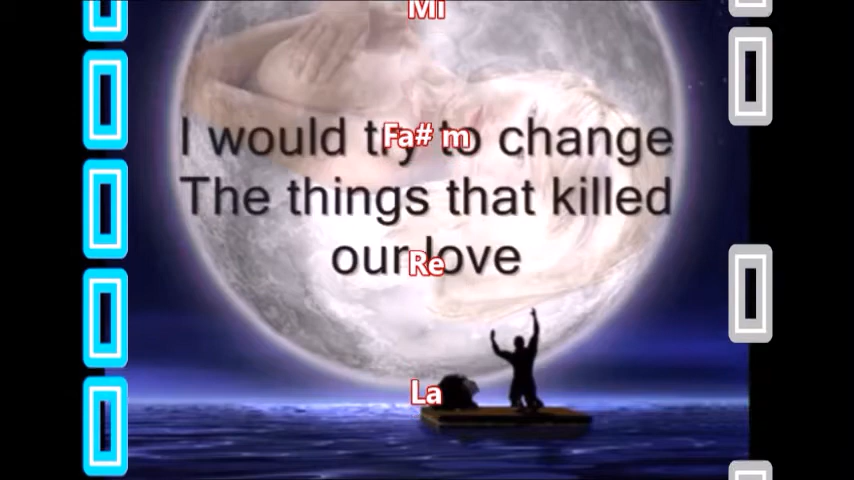 Mi
I would try to change
Fa# m
The things that killed
our love
Re
La